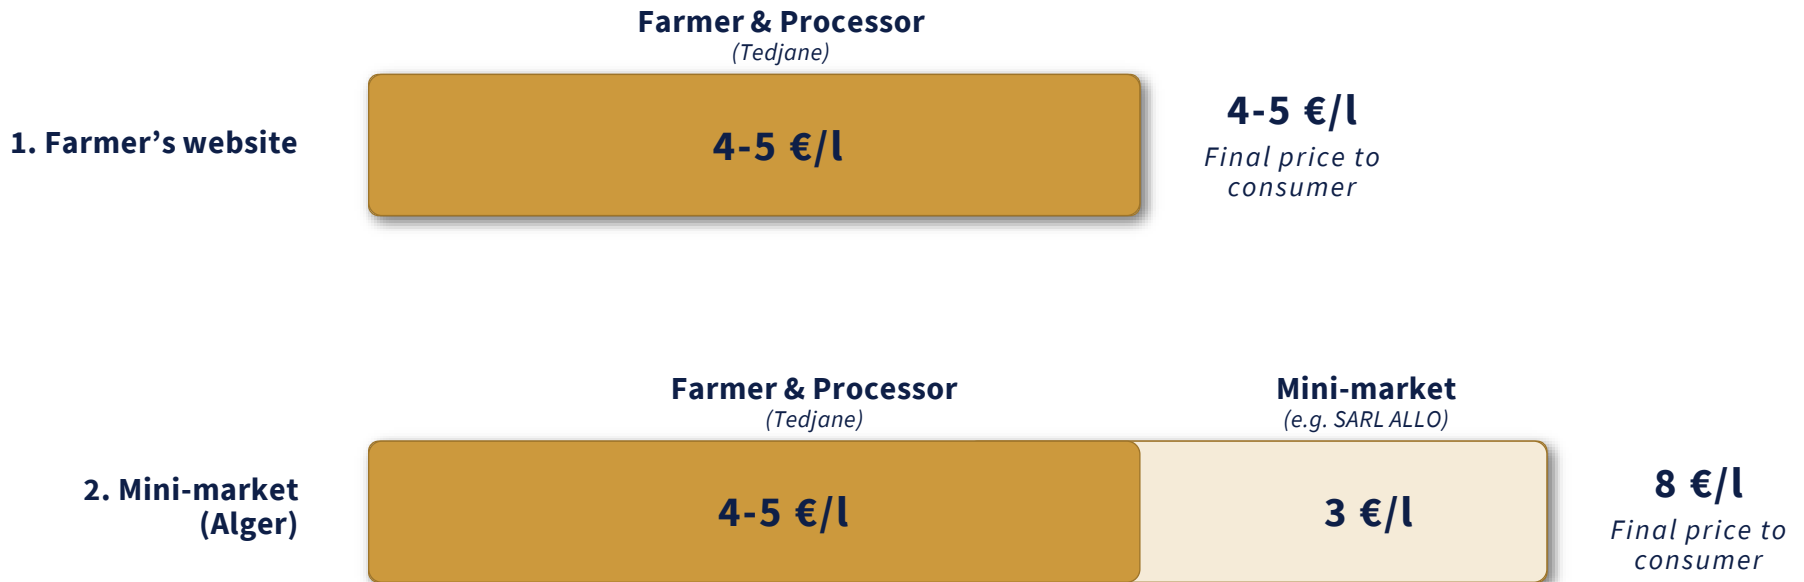 Farmer & Processor
(Tedjane)
1. Farmer’s website
4-5 €/l
4-5 €/l
Final price to
consumer
Farmer & Processor
(Tedjane)
Mini-market
(e.g. SARL ALLO)
2. Mini-market
(Alger)
4-5 €/l
3 €/l
8 €/l
Final price to
consumer